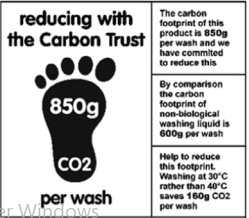 reducing with
the Carbon Trust
850g
CO2
per wash
The carbon
footprint of this
product is 850g
per wash and we
have commited
to reduce this
By comparison
the carbon
footprint of
non-biological
washing liquid is
600g per wash
Help to reduce
this footprint.
Washing at 30°C
rather than 40°C
saves 160g CO2
per wash
er Windows